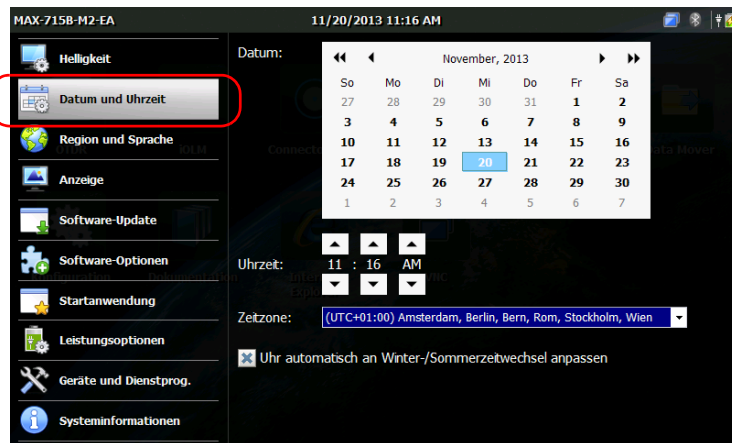 MAX-715B-M2-EA 11/20/2013 11:16 AM
Helligkeit
Datum und Uhrzeit
Region und Sprache
Anzeige
Software-Update
Software-Optionen
Startanwendung
Leistungsoptionen
Geräte und Dienstprog.
Systeminformationen
Datum:
November, 2013
So Mo Di Mi Do Fr Sa
27 28 29 30 31 1 2
3 4 5 6 7 8 9
10 11 12 13 14 15 16
17 18 19 20 21 22 23
24 25 26 27 28 29 30
1 2 3 4 5 6 7
Uhrzeit: 11 : 16 AM
Zeitzone: (UTC+01:00) Amsterdam, Berlin, Bern, Rom, Stockholm, Wien
Uhr automatisch an Winter-/Sommerzeitwechsel anpassen